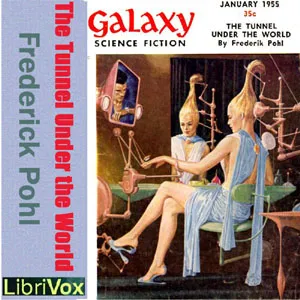 The Tunnel Under the World
Frederick Pohl
LibriVox
JANUARY 1955
35c
Galaxy
SCIENCE FICTION
THE TUNNEL
UNDER THE WORLD
By Frederik Pohl